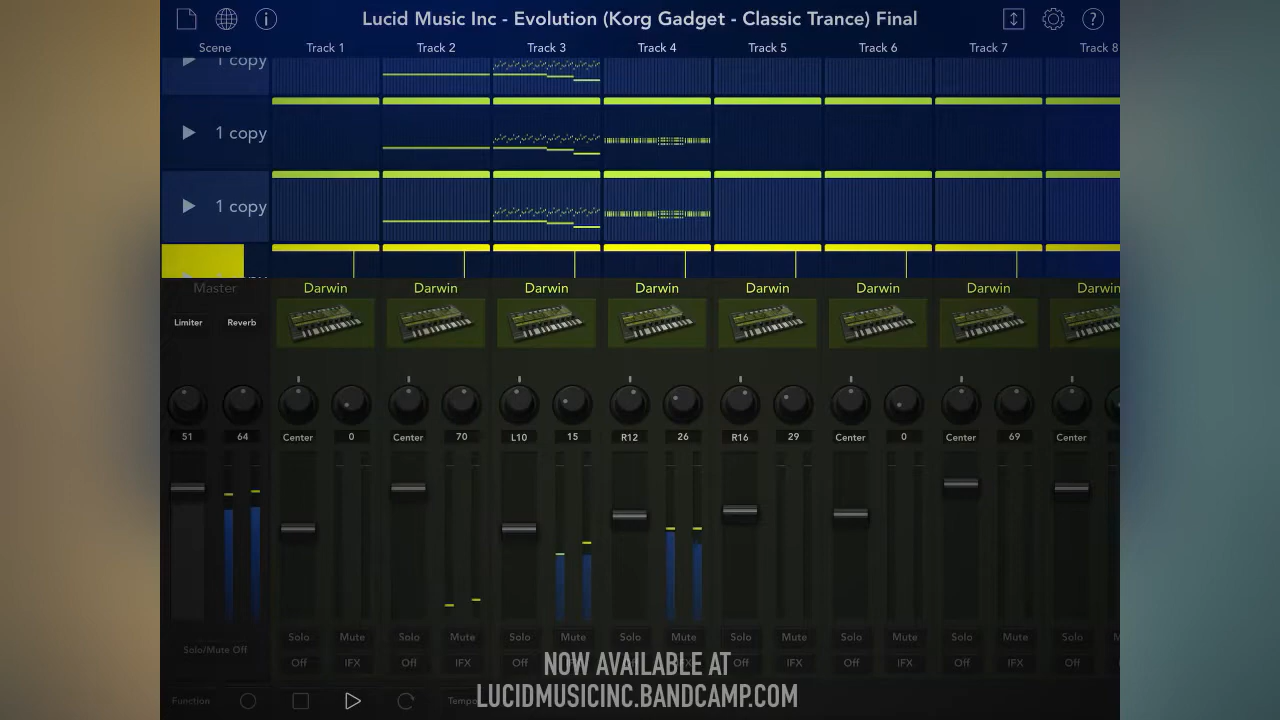 Lucid Music Inc - Evolution (Korg Gadget - Classic Trance) Final
Scene Track 1 Track 2 Track 3 Track 4 Track 5 Track 6 Track 7 Track 8
1 copy
1 copy
1 copy
Master Darwin Darwin Darwin Darwin Darwin Darwin Darwin Darwin
Limiter Reverb
51 64 Center 0 Center 70 L10 15 R12 26 R16 29 Center 0 Center 69 Center
Solo Mute Solo Mute Solo Mute Solo Mute Solo Mute Solo Mute Solo Mute Solo M
Solo/Mute Off
Off IFX Off IFX Off IFX Off IFX Off IFX Off IFX Off IFX Off
NOW AVAILABLE AT
Function Tempo
LUCIDMUSICINC.BANDCAMP.COM